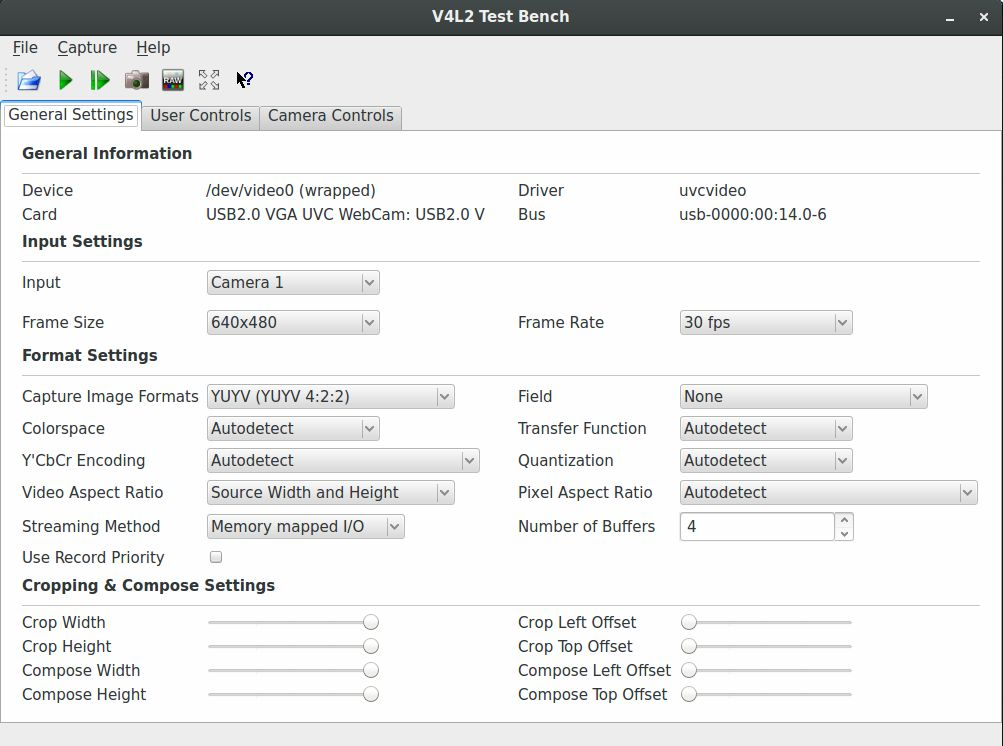 V4L2 Test Bench
File Capture Help
RAW
General Settings User Controls Camera Controls
General Information
Device /dev/video0 (wrapped) Driver uvcvideo
Card USB2.0 VGA UVC WebCam: USB2.0 V Bus usb-0000:00:14.0-6
Input Settings
Input Camera 1
Frame Size 640x480 Frame Rate 30 fps
Format Settings
Capture Image Formats YUYV (YUYV 4:2:2) Field None
Colorspace Autodetect Transfer Function Autodetect
Y'CbCr Encoding Autodetect Quantization Autodetect
Video Aspect Ratio Source Width and Height Pixel Aspect Ratio Autodetect
Streaming Method Memory mapped I/O Number of Buffers 4
Use Record Priority
Cropping & Compose Settings
Crop Width Crop Left Offset
Crop Height Crop Top Offset
Compose Width Compose Left Offset
Compose Height Compose Top Offset